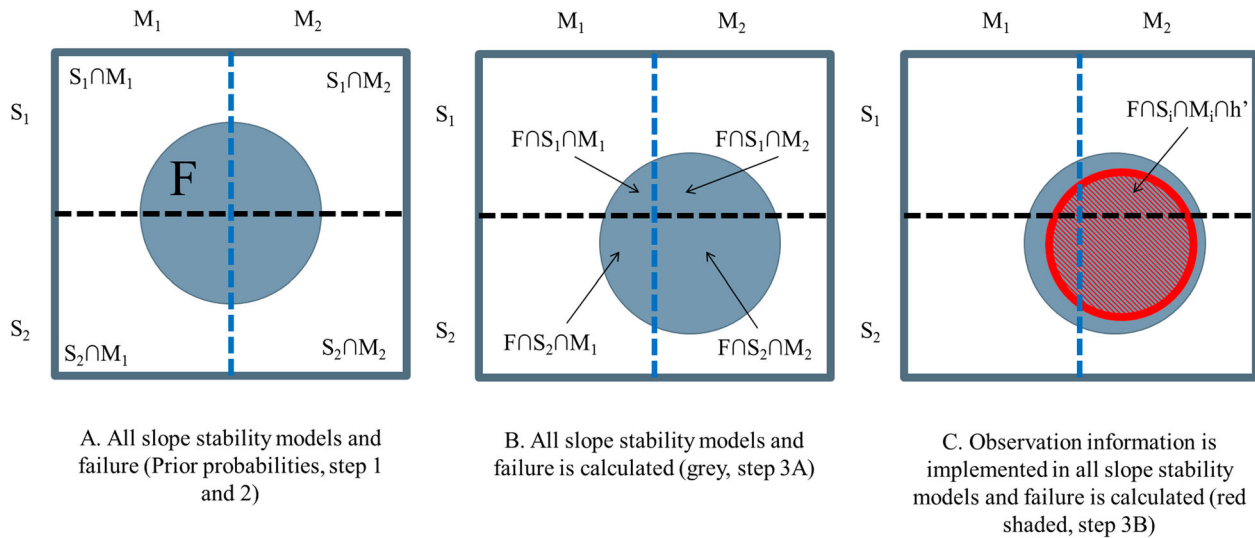 M₁ M₂
S₁∩M₁ S₁∩M₂
S₁
F
S₂
S₂∩M₁ S₂∩M₂
A. All slope stability models and
failure (Prior probabilities, step 1
and 2)
M₁ M₂
S₁
F∩S₁∩M₁ F∩S₁∩M₂
S₂
F∩S₂∩M₁ F∩S₂∩M₂
B. All slope stability models and
failure is calculated (grey, step 3A)
M₁ M₂
F∩Sᵢ∩Mᵢ∩h’
S₁
S₂
C. Observation information is
implemented in all slope stability
models and failure is calculated (red
shaded, step 3B)